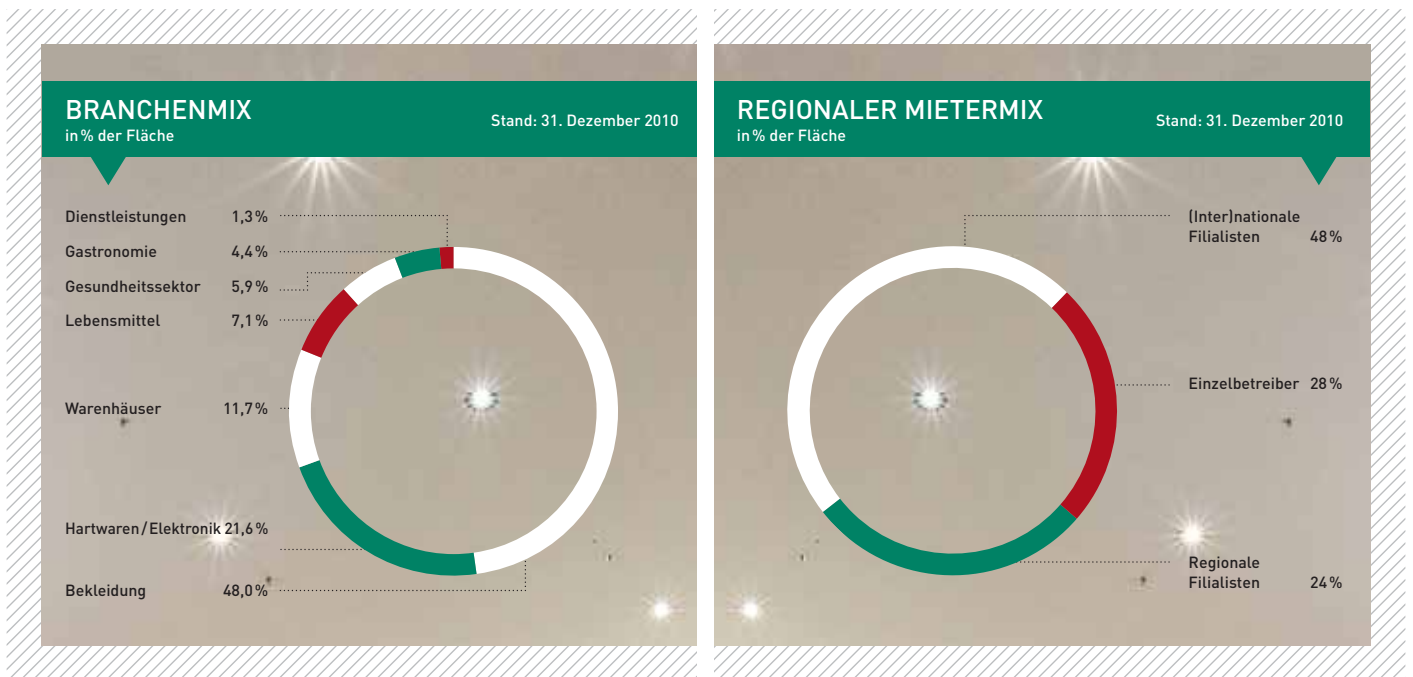 BRANCHENMIX
in % der Fläche
Stand: 31. Dezember 2010
Dienstleistungen 1,3 %
Gastronomie 4,4 %
Gesundheitssektor 5,9 %
Lebensmittel 7,1 %
Warenhäuser 11,7 %
Hartwaren / Elektronik 21,6 %
Bekleidung 48,0 %
REGIONALER MIETERMIX
in % der Fläche
Stand: 31. Dezember 2010
(Inter)nationale
Filialisten 48 %
Einzelbetreiber 28 %
Regionale
Filialisten 24 %